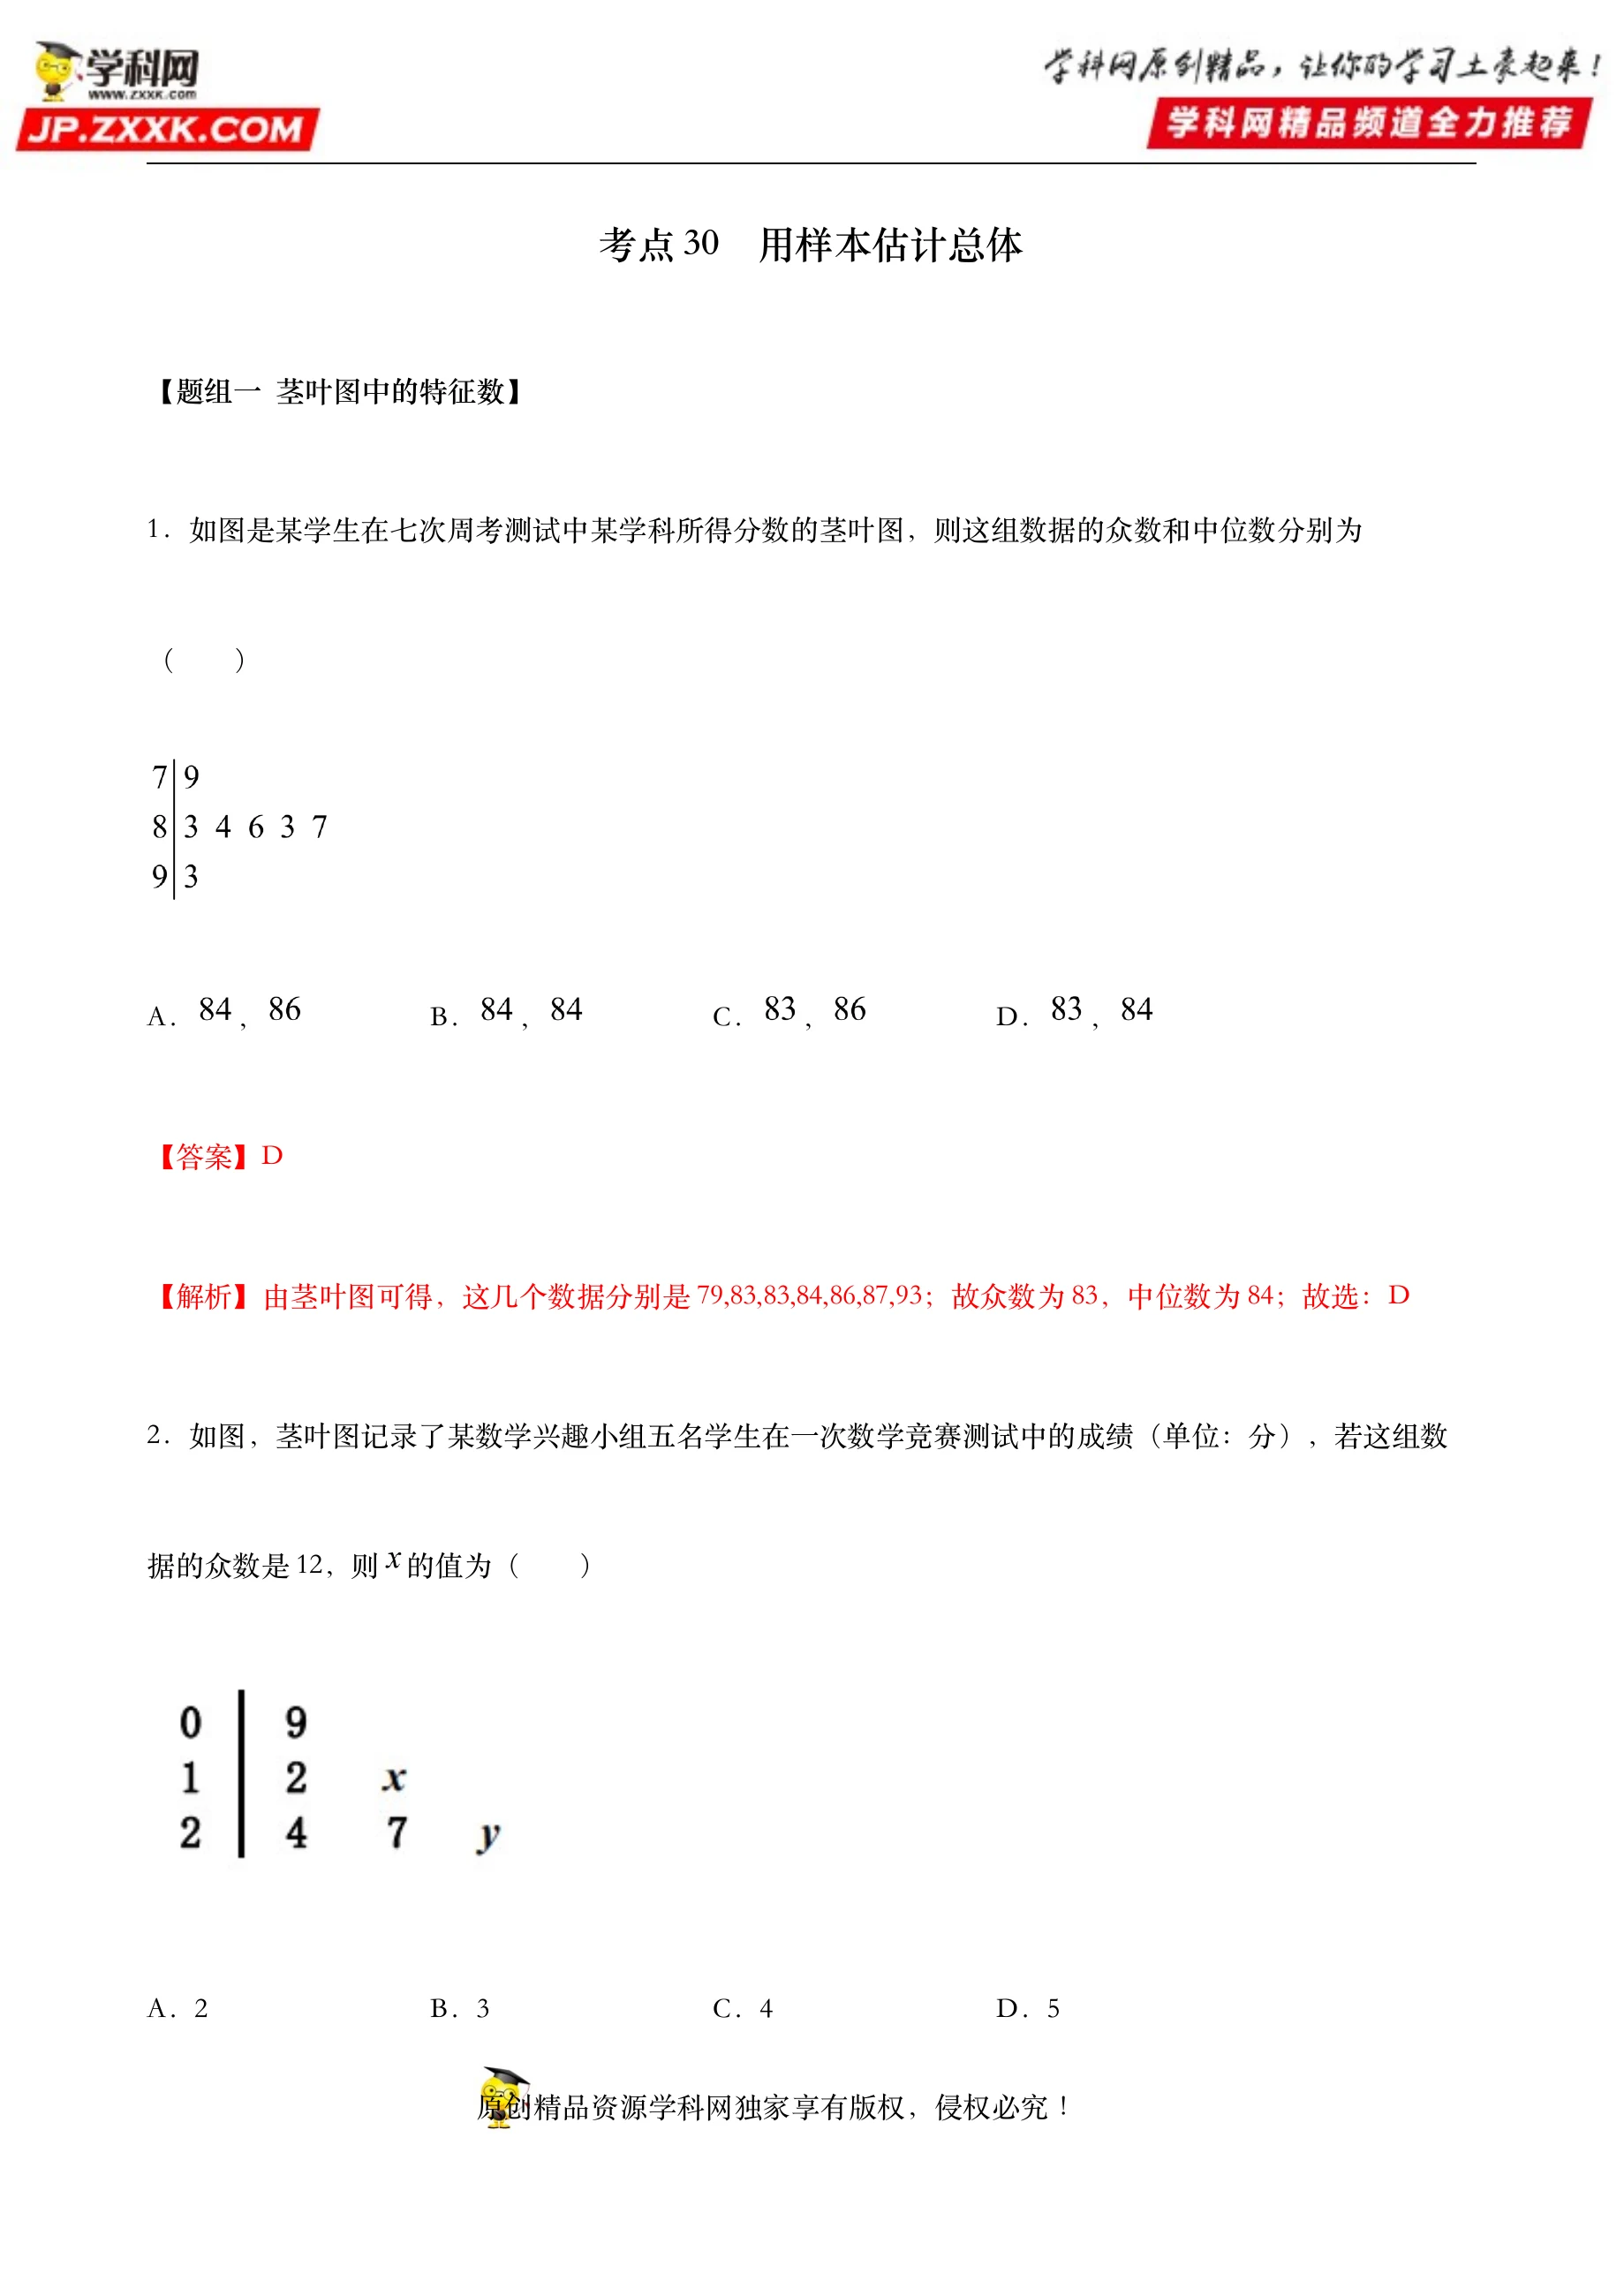 学科网
www.zxxk.com
JP.ZXXK.COM
学科网原创精品，让你的学习土豪起来！
学科网精品频道全力推荐
考点 30　用样本估计总体
【题组一 茎叶图中的特征数】
1．如图是某学生在七次周考测试中某学科所得分数的茎叶图，则这组数据的众数和中位数分别为
（　　）
7 | 9
8 | 3 4 6 3 7
9 | 3
A．84，86　B．84，84　C．83，86　D．83，84
【答案】D
【解析】由茎叶图可得，这几个数据分别是 79,83,83,84,86,87,93；故众数为 83，中位数为 84；故选：D
2．如图，茎叶图记录了某数学兴趣小组五名学生在一次数学竞赛测试中的成绩（单位：分），若这组数
据的众数是 12，则 x 的值为（　　）
0 | 9
1 | 2 x
2 | 4 7 y
A．2　B．3　C．4　D．5
原创精品资源学科网独家享有版权，侵权必究！